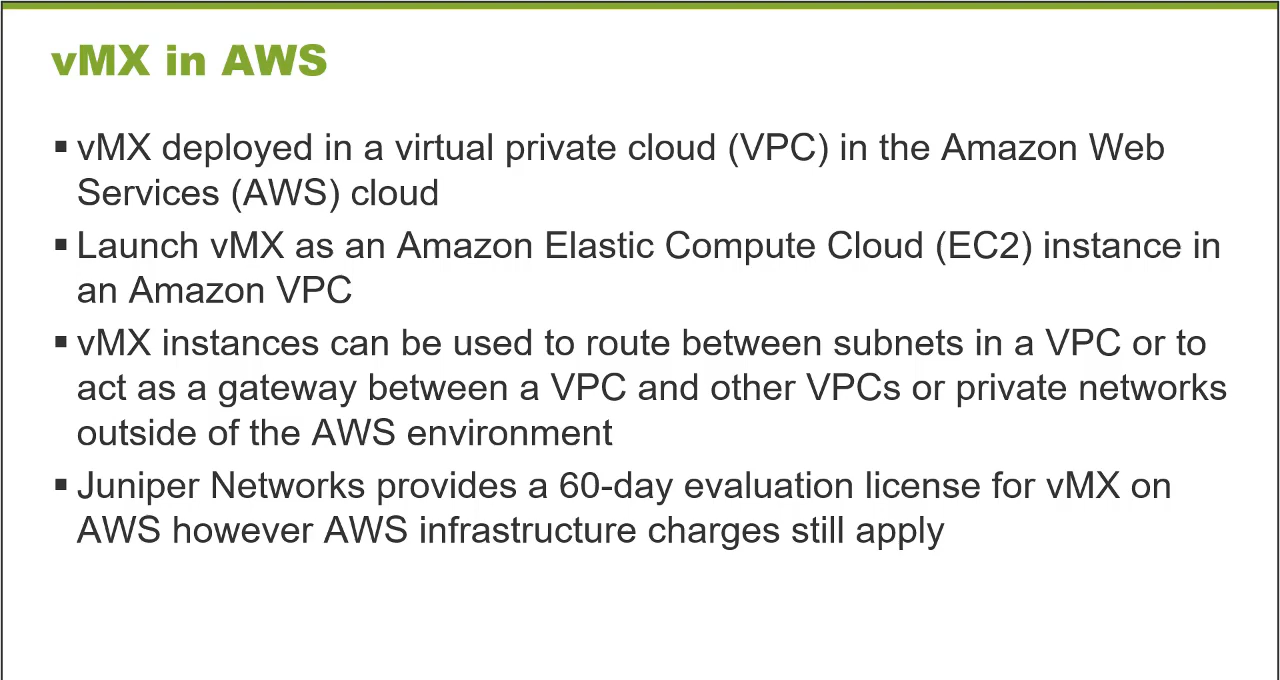 vMX in AWS
▪ vMX deployed in a virtual private cloud (VPC) in the Amazon Web
Services (AWS) cloud
▪ Launch vMX as an Amazon Elastic Compute Cloud (EC2) instance in
an Amazon VPC
▪ vMX instances can be used to route between subnets in a VPC or to
act as a gateway between a VPC and other VPCs or private networks
outside of the AWS environment
▪ Juniper Networks provides a 60-day evaluation license for vMX on
AWS however AWS infrastructure charges still apply